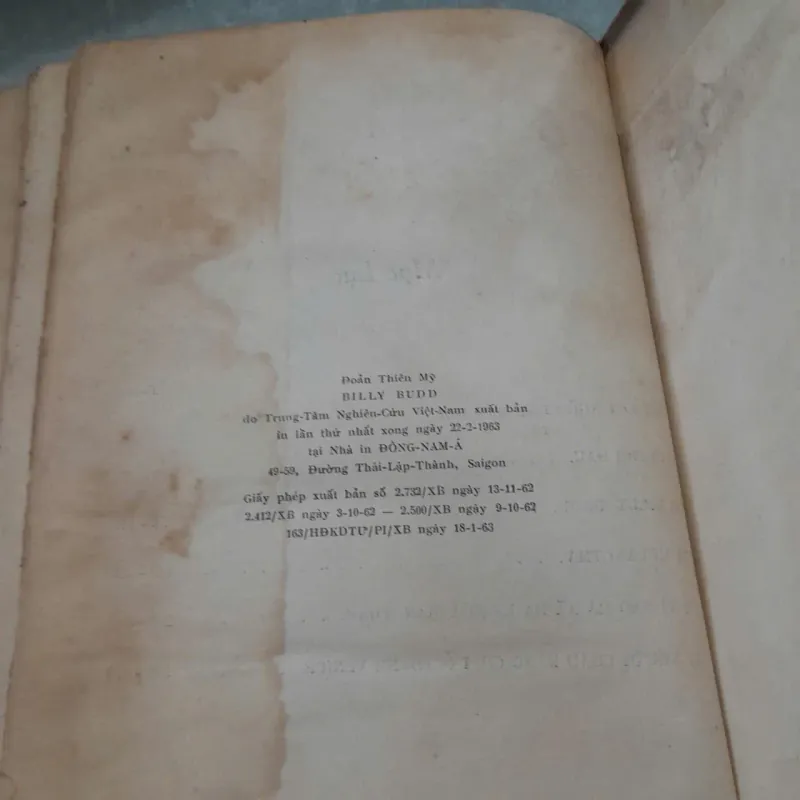 Đoản Thiên Mỹ
BILLY BUDD
do Trung-Tâm Nghiên-Cứu Việt-Nam xuất bản
in lần thứ nhất xong ngày 22-2-1963
tại Nhà in ĐÔNG-NAM-Á
49-59, Đường Thái-Lập-Thành, Saigon
Giấy phép xuất bản số 2.732/XB ngày 13-11-62
2.412/XB ngày 3-10-62 — 2.500/XB ngày 9-10-62
163/HĐKDTƯ/PI/XB ngày 18-1-63